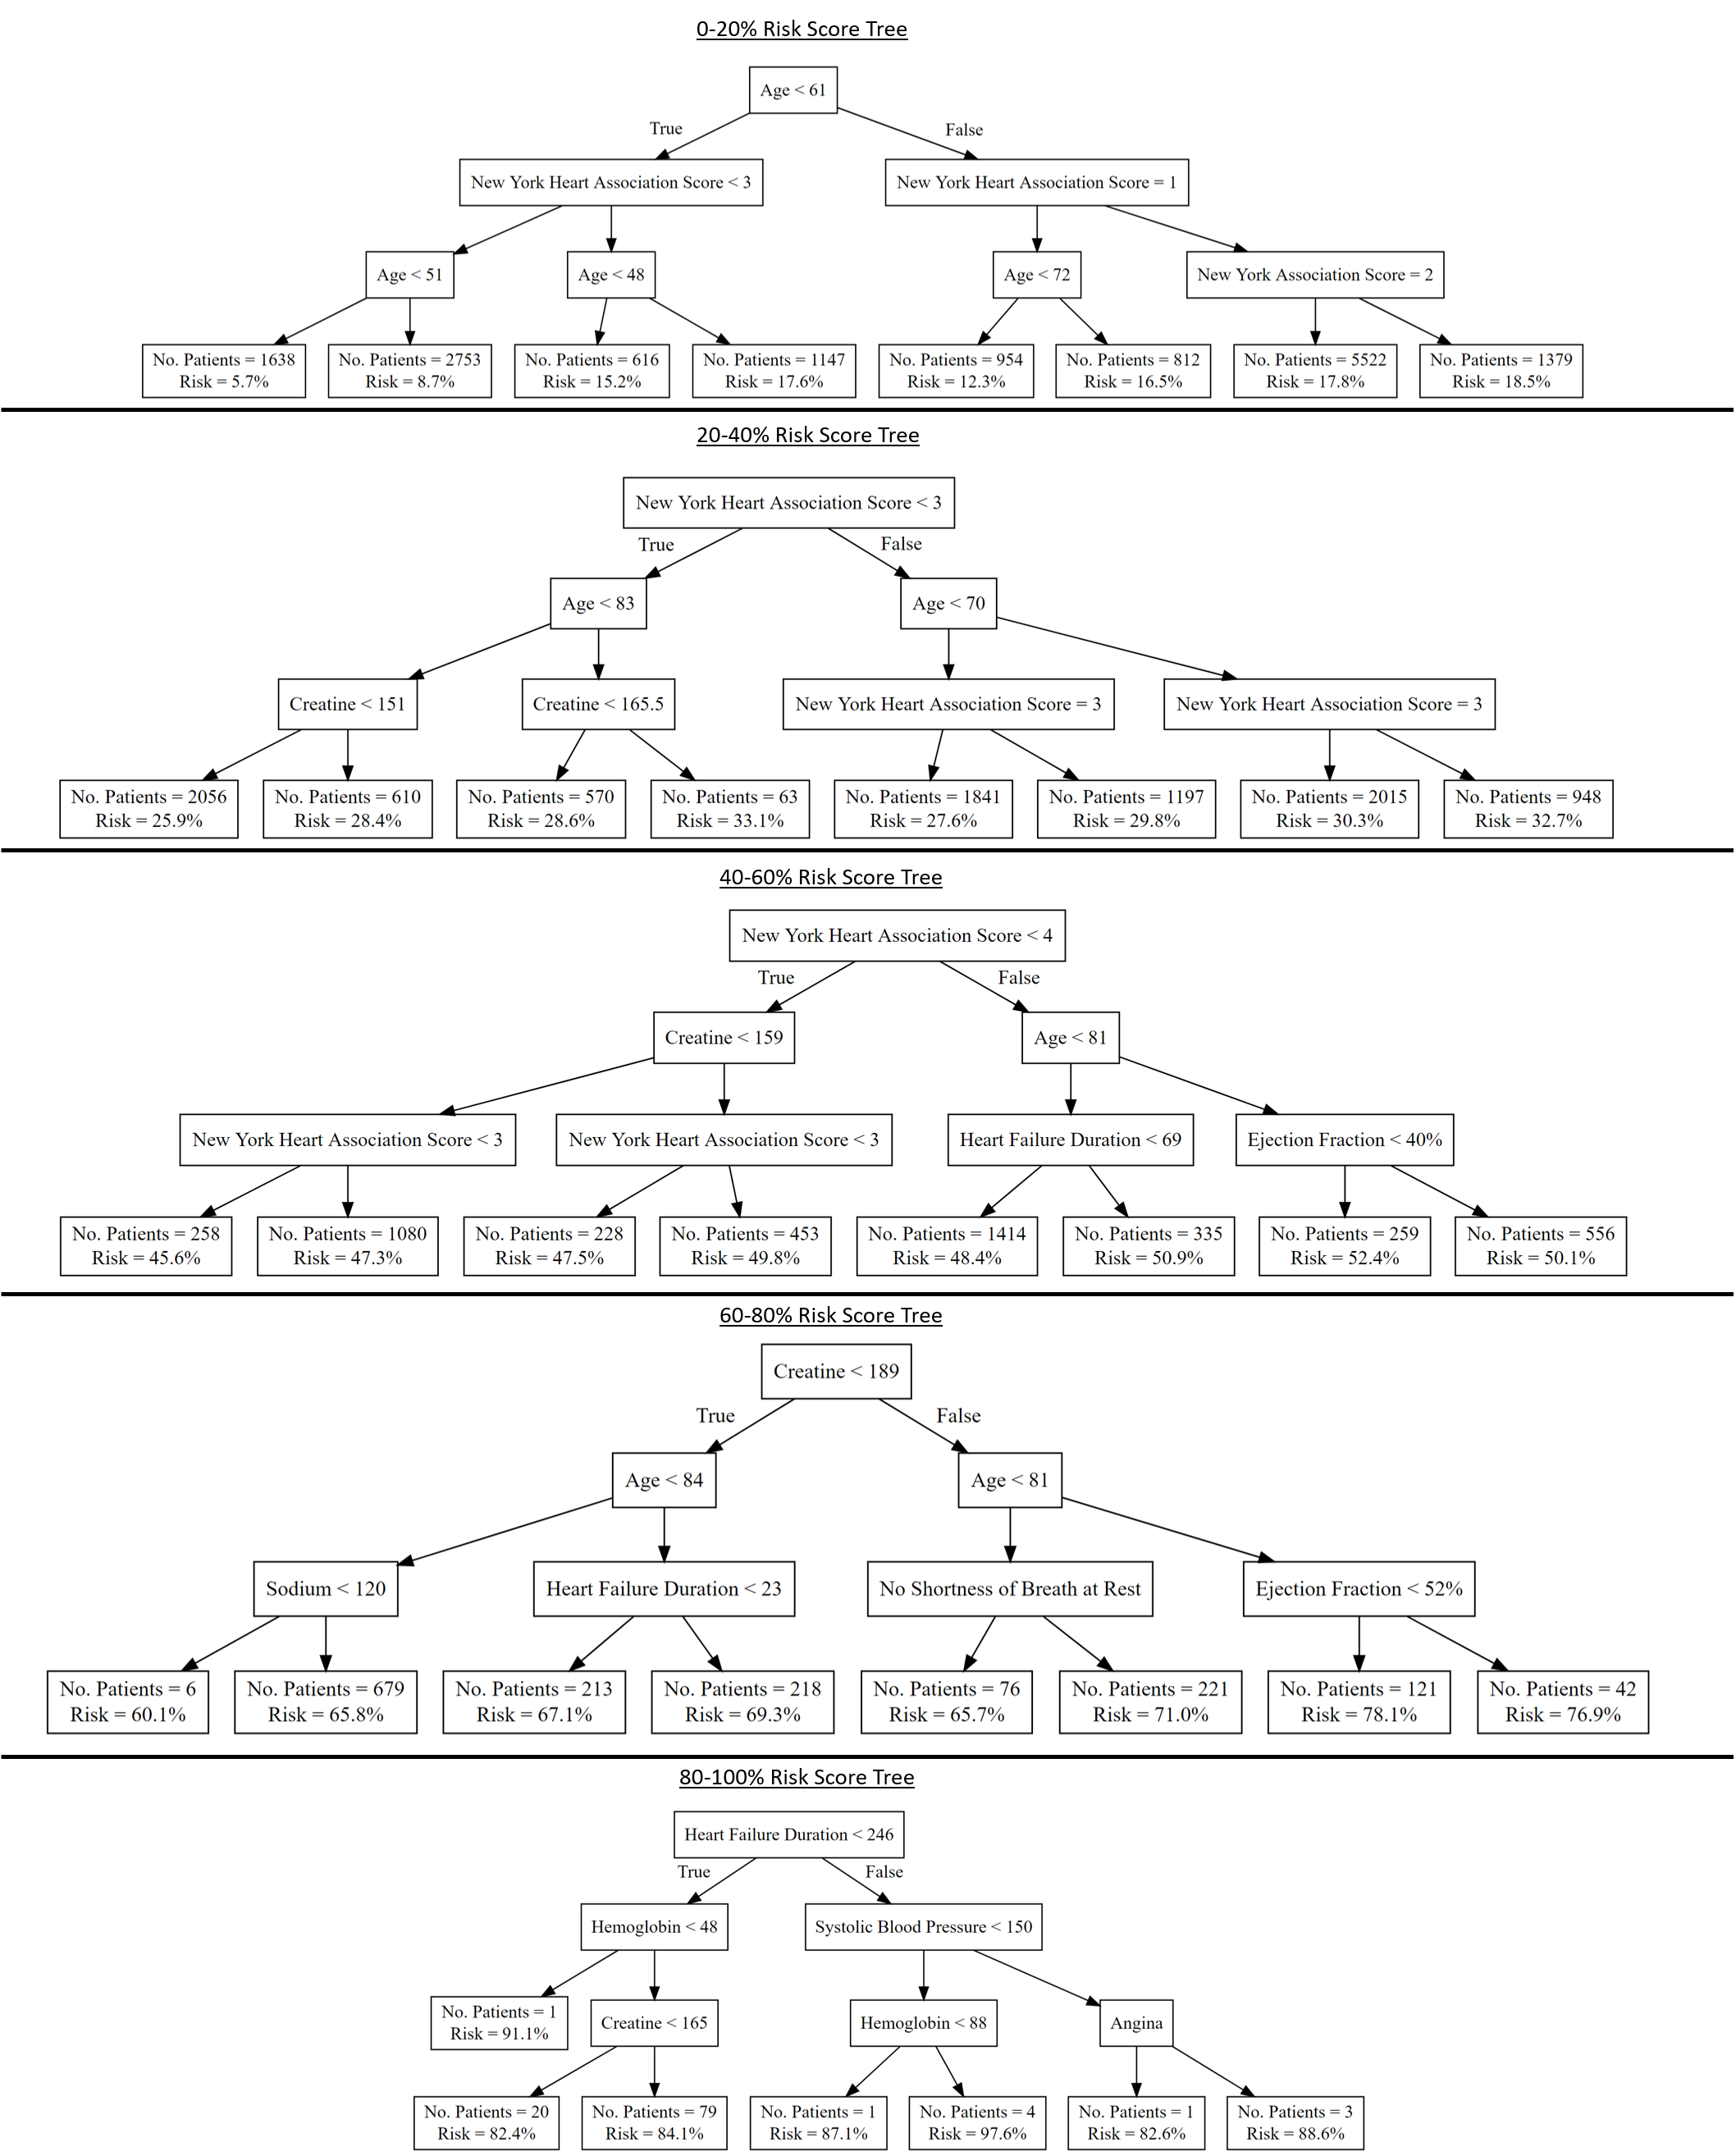 0-20% Risk Score Tree
Age < 61
True
False
New York Heart Association Score < 3
New York Heart Association Score = 1
Age < 51
Age < 48
Age < 72
New York Association Score = 2
No. Patients = 1638
Risk = 5.7%
No. Patients = 2753
Risk = 8.7%
No. Patients = 616
Risk = 15.2%
No. Patients = 1147
Risk = 17.6%
No. Patients = 954
Risk = 12.3%
No. Patients = 812
Risk = 16.5%
No. Patients = 5522
Risk = 17.8%
No. Patients = 1379
Risk = 18.5%
20-40% Risk Score Tree
New York Heart Association Score < 3
True
False
Age < 83
Age < 70
Creatine < 151
Creatine < 165.5
New York Heart Association Score = 3
New York Heart Association Score = 3
No. Patients = 2056
Risk = 25.9%
No. Patients = 610
Risk = 28.4%
No. Patients = 570
Risk = 28.6%
No. Patients = 63
Risk = 33.1%
No. Patients = 1841
Risk = 27.6%
No. Patients = 1197
Risk = 29.8%
No. Patients = 2015
Risk = 30.3%
No. Patients = 948
Risk = 32.7%
40-60% Risk Score Tree
New York Heart Association Score < 4
True
False
Creatine < 159
Age < 81
New York Heart Association Score < 3
New York Heart Association Score < 3
Heart Failure Duration < 69
Ejection Fraction < 40%
No. Patients = 258
Risk = 45.6%
No. Patients = 1080
Risk = 47.3%
No. Patients = 228
Risk = 47.5%
No. Patients = 453
Risk = 49.8%
No. Patients = 1414
Risk = 48.4%
No. Patients = 335
Risk = 50.9%
No. Patients = 259
Risk = 52.4%
No. Patients = 556
Risk = 50.1%
60-80% Risk Score Tree
Creatine < 189
True
False
Age < 84
Age < 81
Sodium < 120
Heart Failure Duration < 23
No Shortness of Breath at Rest
Ejection Fraction < 52%
No. Patients = 6
Risk = 60.1%
No. Patients = 679
Risk = 65.8%
No. Patients = 213
Risk = 67.1%
No. Patients = 218
Risk = 69.3%
No. Patients = 76
Risk = 65.7%
No. Patients = 221
Risk = 71.0%
No. Patients = 121
Risk = 78.1%
No. Patients = 42
Risk = 76.9%
80-100% Risk Score Tree
Heart Failure Duration < 246
True
False
Hemoglobin < 48
Systolic Blood Pressure < 150
No. Patients = 1
Risk = 91.1%
Creatine < 165
Hemoglobin < 88
Angina
No. Patients = 20
Risk = 82.4%
No. Patients = 79
Risk = 84.1%
No. Patients = 1
Risk = 87.1%
No. Patients = 4
Risk = 97.6%
No. Patients = 1
Risk = 82.6%
No. Patients = 3
Risk = 88.6%